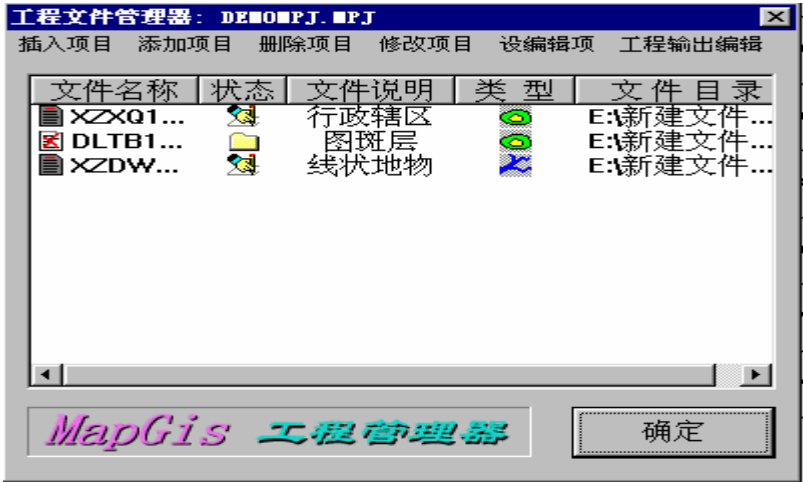 工程文件管理器: DEMOMPJ.MPJ
插入项目 添加项目 删除项目 修改项目 设编辑项 工程输出编辑
文件名称 状态 文件说明 类 型 文件目录
XZXQ1... 行政辖区 E:\新建文件...
DLTB1... 图斑层 E:\新建文件...
XZDW... 线状地物 E:\新建文件...
MapGis 工程管理器 确定